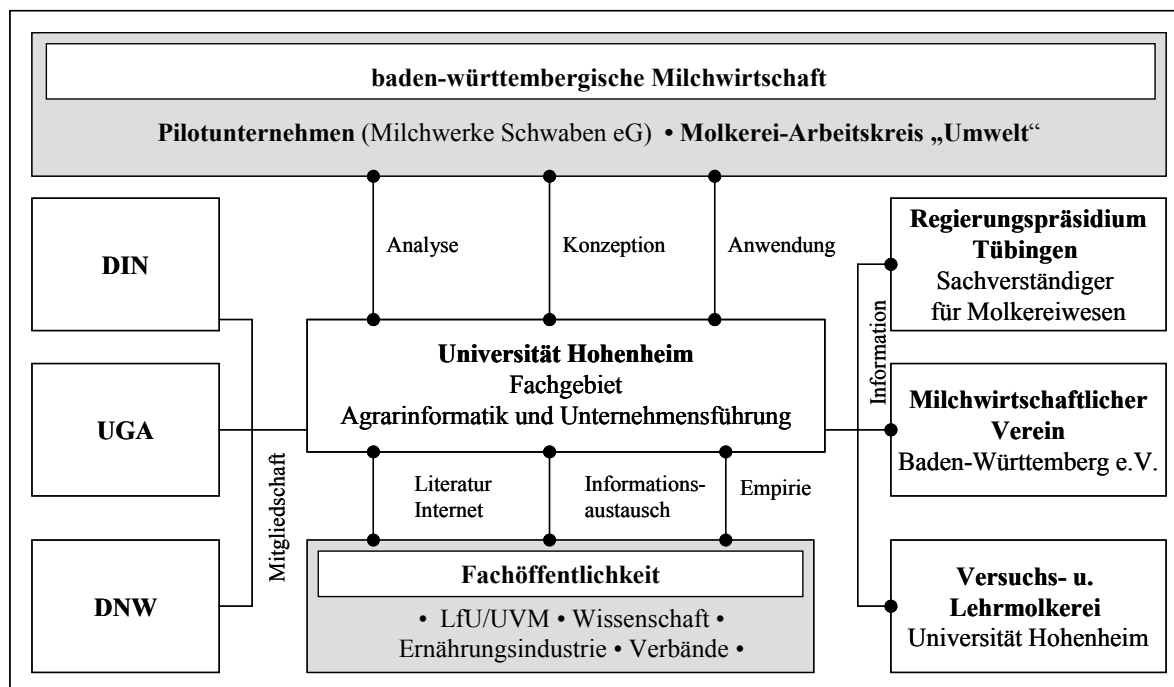 baden-württembergische Milchwirtschaft
Pilotunternehmen (Milchwerke Schwaben eG) • Molkerei-Arbeitskreis „Umwelt“
Analyse
Konzeption
Anwendung
DIN
UGA
DNW
Mitgliedschaft
Universität Hohenheim
Fachgebiet
Agrarinformatik und Unternehmensführung
Information
Regierungspräsidium
Tübingen
Sachverständiger
für Molkereiwesen
Milchwirtschaftlicher
Verein
Baden-Württemberg e.V.
Versuchs- u.
Lehrmolkerei
Universität Hohenheim
Literatur
Internet
Informations-
austausch
Empirie
Fachöffentlichkeit
• LfU/UVM • Wissenschaft •
Ernährungsindustrie • Verbände •